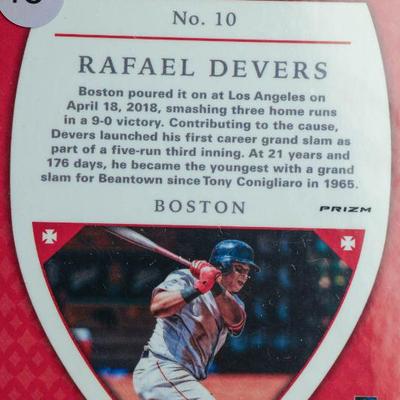 No. 10
RAFAEL DEVERS
Boston poured it on at Los Angeles on
April 18, 2018, smashing three home runs
in a 9-0 victory. Contributing to the cause,
Devers launched his first career grand slam as
part of a five-run third inning. At 21 years and
176 days, he became the youngest with a grand
slam for Beantown since Tony Conigliaro in 1965.
BOSTON
PRIZM